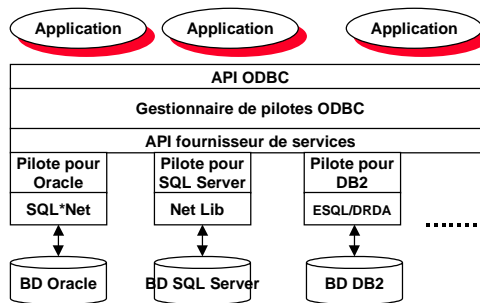 Application Application Application
API ODBC
Gestionnaire de pilotes ODBC
API fournisseur de services
Pilote pour Pilote pour Pilote pour
Oracle SQL Server DB2
SQL*Net Net Lib ESQL/DRDA
BD Oracle BD SQL Server BD DB2